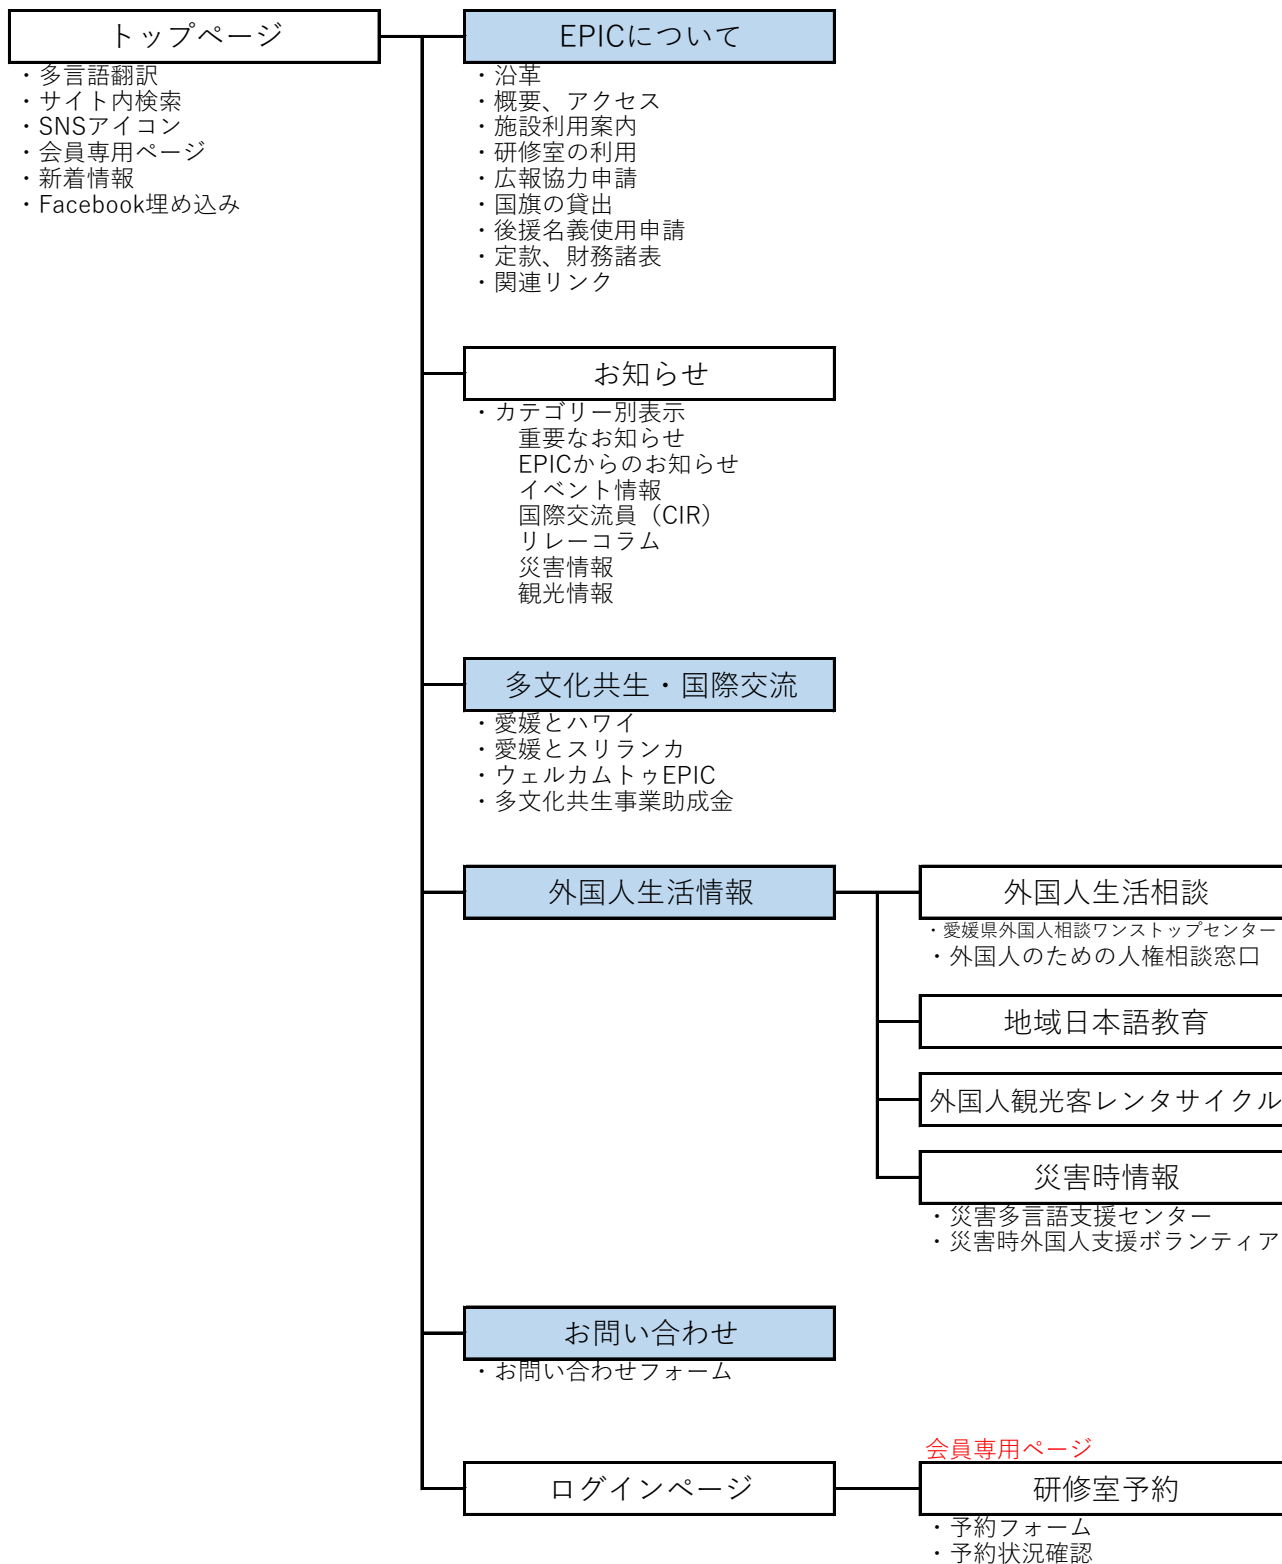 トップページ
・多言語翻訳
・サイト内検索
・SNSアイコン
・会員専用ページ
・新着情報
・Facebook埋め込み
EPICについて
・沿革
・概要、アクセス
・施設利用案内
・研修室の利用
・広報協力申請
・国旗の貸出
・後援名義使用申請
・定款、財務諸表
・関連リンク
お知らせ
・カテゴリー別表示
重要なお知らせ
EPICからのお知らせ
イベント情報
国際交流員（CIR）
リレーコラム
災害情報
観光情報
多文化共生・国際交流
・愛媛とハワイ
・愛媛とスリランカ
・ウェルカムトゥEPIC
・多文化共生事業助成金
外国人生活情報
外国人生活相談
・愛媛県外国人相談ワンストップセンター
・外国人のための人権相談窓口
地域日本語教育
外国人観光客レンタサイクル
災害時情報
・災害多言語支援センター
・災害時外国人支援ボランティア
お問い合わせ
・お問い合わせフォーム
ログインページ
会員専用ページ
研修室予約
・予約フォーム
・予約状況確認